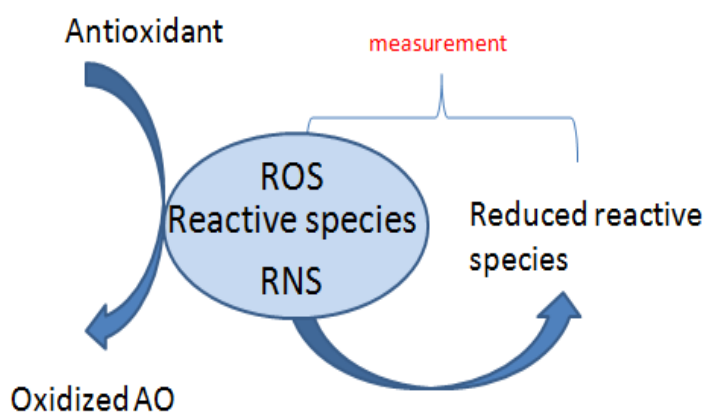 Antioxidant
measurement
ROS
Reactive species
RNS
Reduced reactive
species
Oxidized AO